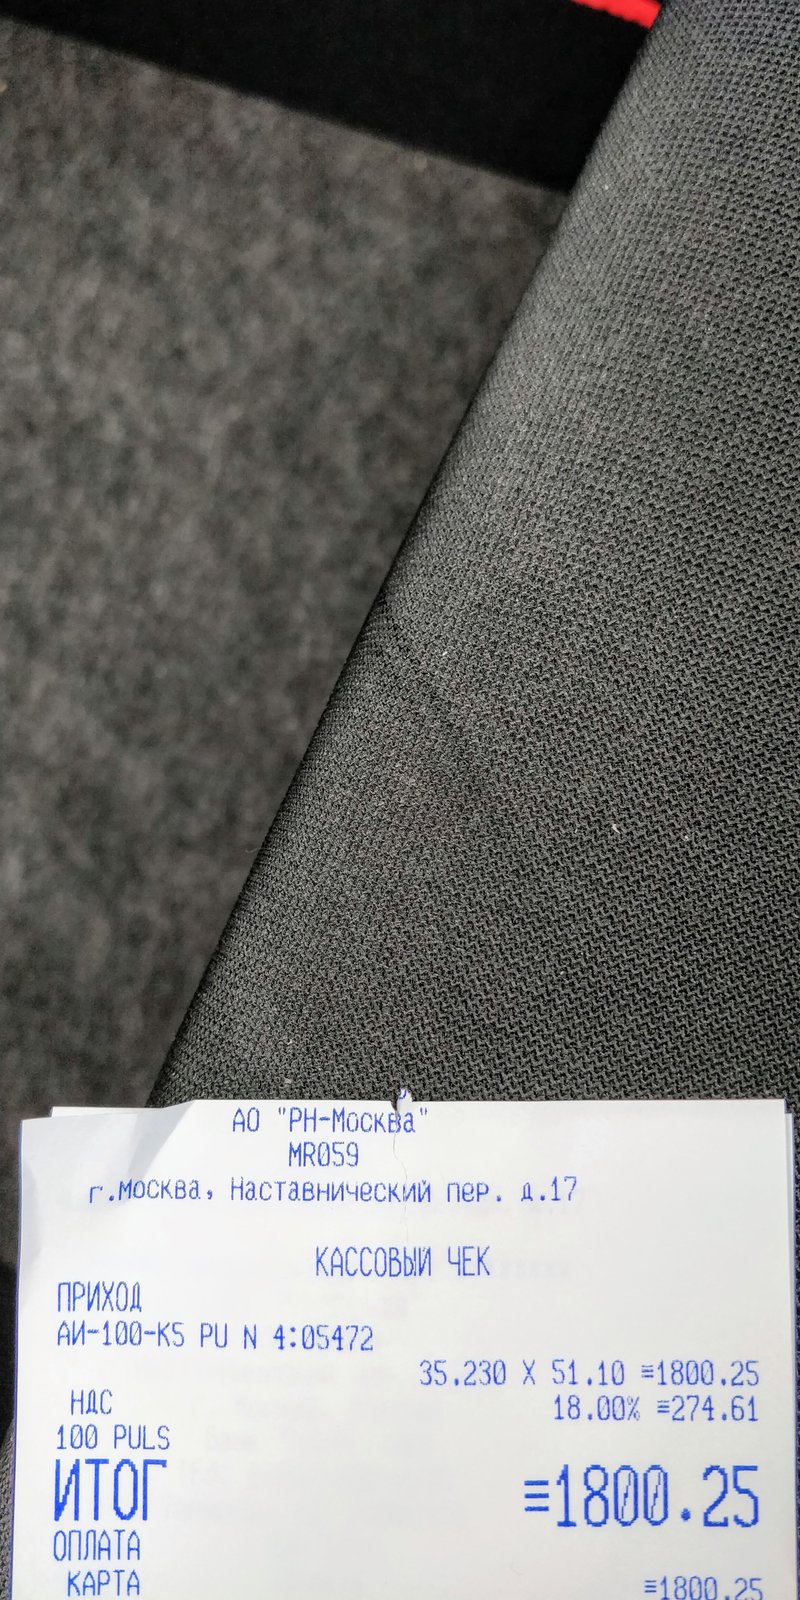 АО "РН-Москва"
MR059
г.Москва, Наставнический пер. д.17
КАССОВЫЙ ЧЕК
ПРИХОД
АИ-100-К5 PU N 4:05472
35.230 X 51.10 ≡1800.25
НДС 18.00% ≡274.61
100 PULS
ИТОГ ≡1800.25
ОПЛАТА
КАРТА ≡1800.25